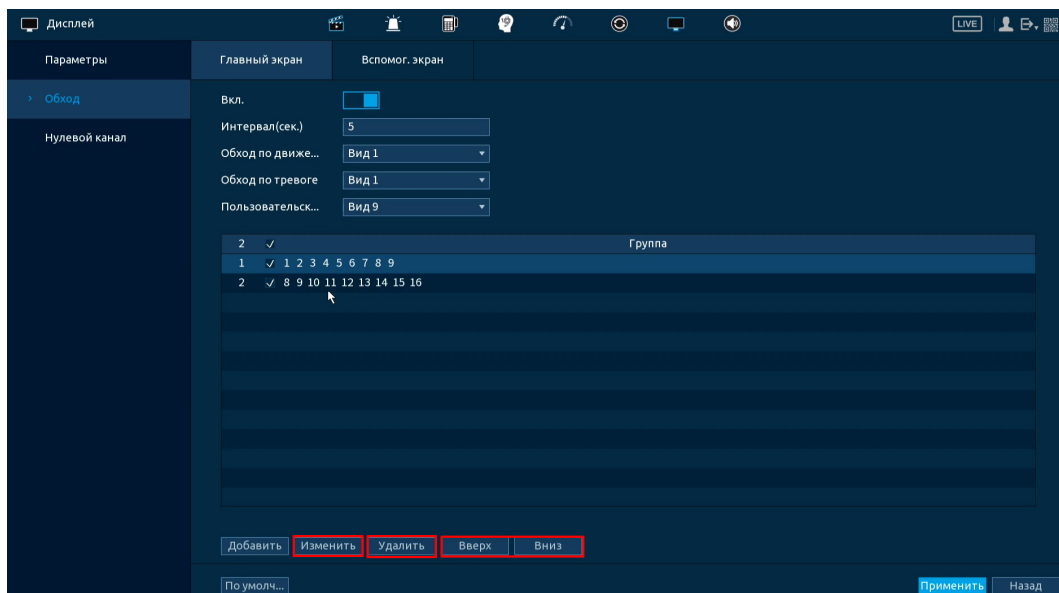 Дисплей LIVE
Параметры
Обход
Нулевой канал
Главный экран Вспомог. экран
Вкл.
Интервал(сек.) 5
Обход по движе... Вид 1
Обход по тревоге Вид 1
Пользовательск... Вид 9
2 Группа
1 1 2 3 4 5 6 7 8 9
2 8 9 10 11 12 13 14 15 16
Добавить Изменить Удалить Вверх Вниз
По умолч... Применить Назад